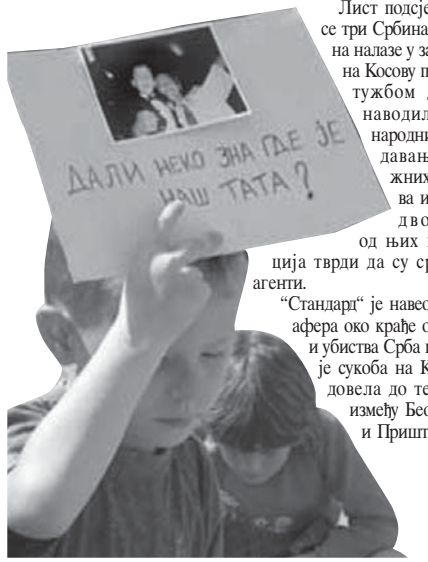 ДАЛИ НЕКО ЗНА ГДЕ ЈЕ
НАШ ТАТА?
Лист подсје
се три Србина
на налазе у за
на Косову п
тужбом
наводил
народни
давањ
жних
ва и
дво
од њих
ција тврди да су ср
агенти.
“Стандард“ је навео
афера око крађе о
и убиства Срба
је сукоба на К
довела до те
између Бео
и Пришт